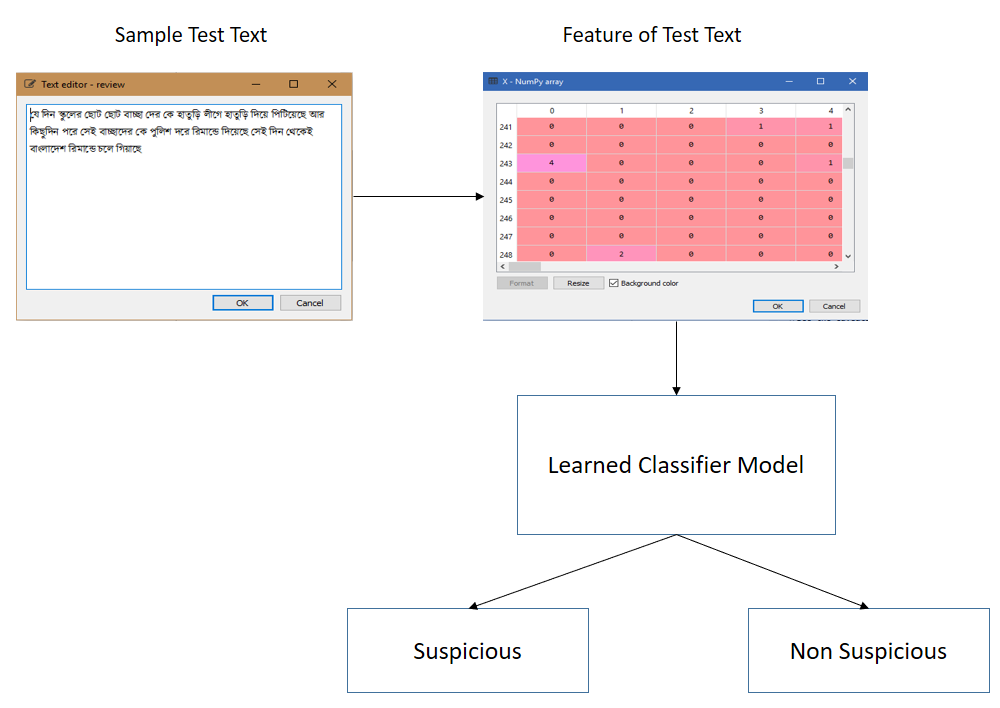 Sample Test Text
Feature of Test Text
Text editor - review
যে দিন স্কুলের ছোট ছোট বাচ্চা দের কে হাতুড়ি লীগে হাতুড়ি দিয়ে পিটিয়েছে আর
কিছুদিন পরে সেই বাচ্চাদের কে পুলিশ দরে রিমান্ডে দিয়েছে সেই দিন থেকেই
বাংলাদেশ রিমান্ডে চলে গিয়াছে
OK Cancel
X - NumPy array
0 1 2 3 4
241 0 0 0 1 1
242 0 0 0 0 0
243 4 0 0 0 1
244 0 0 0 0 0
245 0 0 0 0 0
246 0 0 0 0 0
247 0 0 0 0 0
248 0 2 0 0 0
Format Resize Background color
OK Cancel
Learned Classifier Model
Suspicious
Non Suspicious